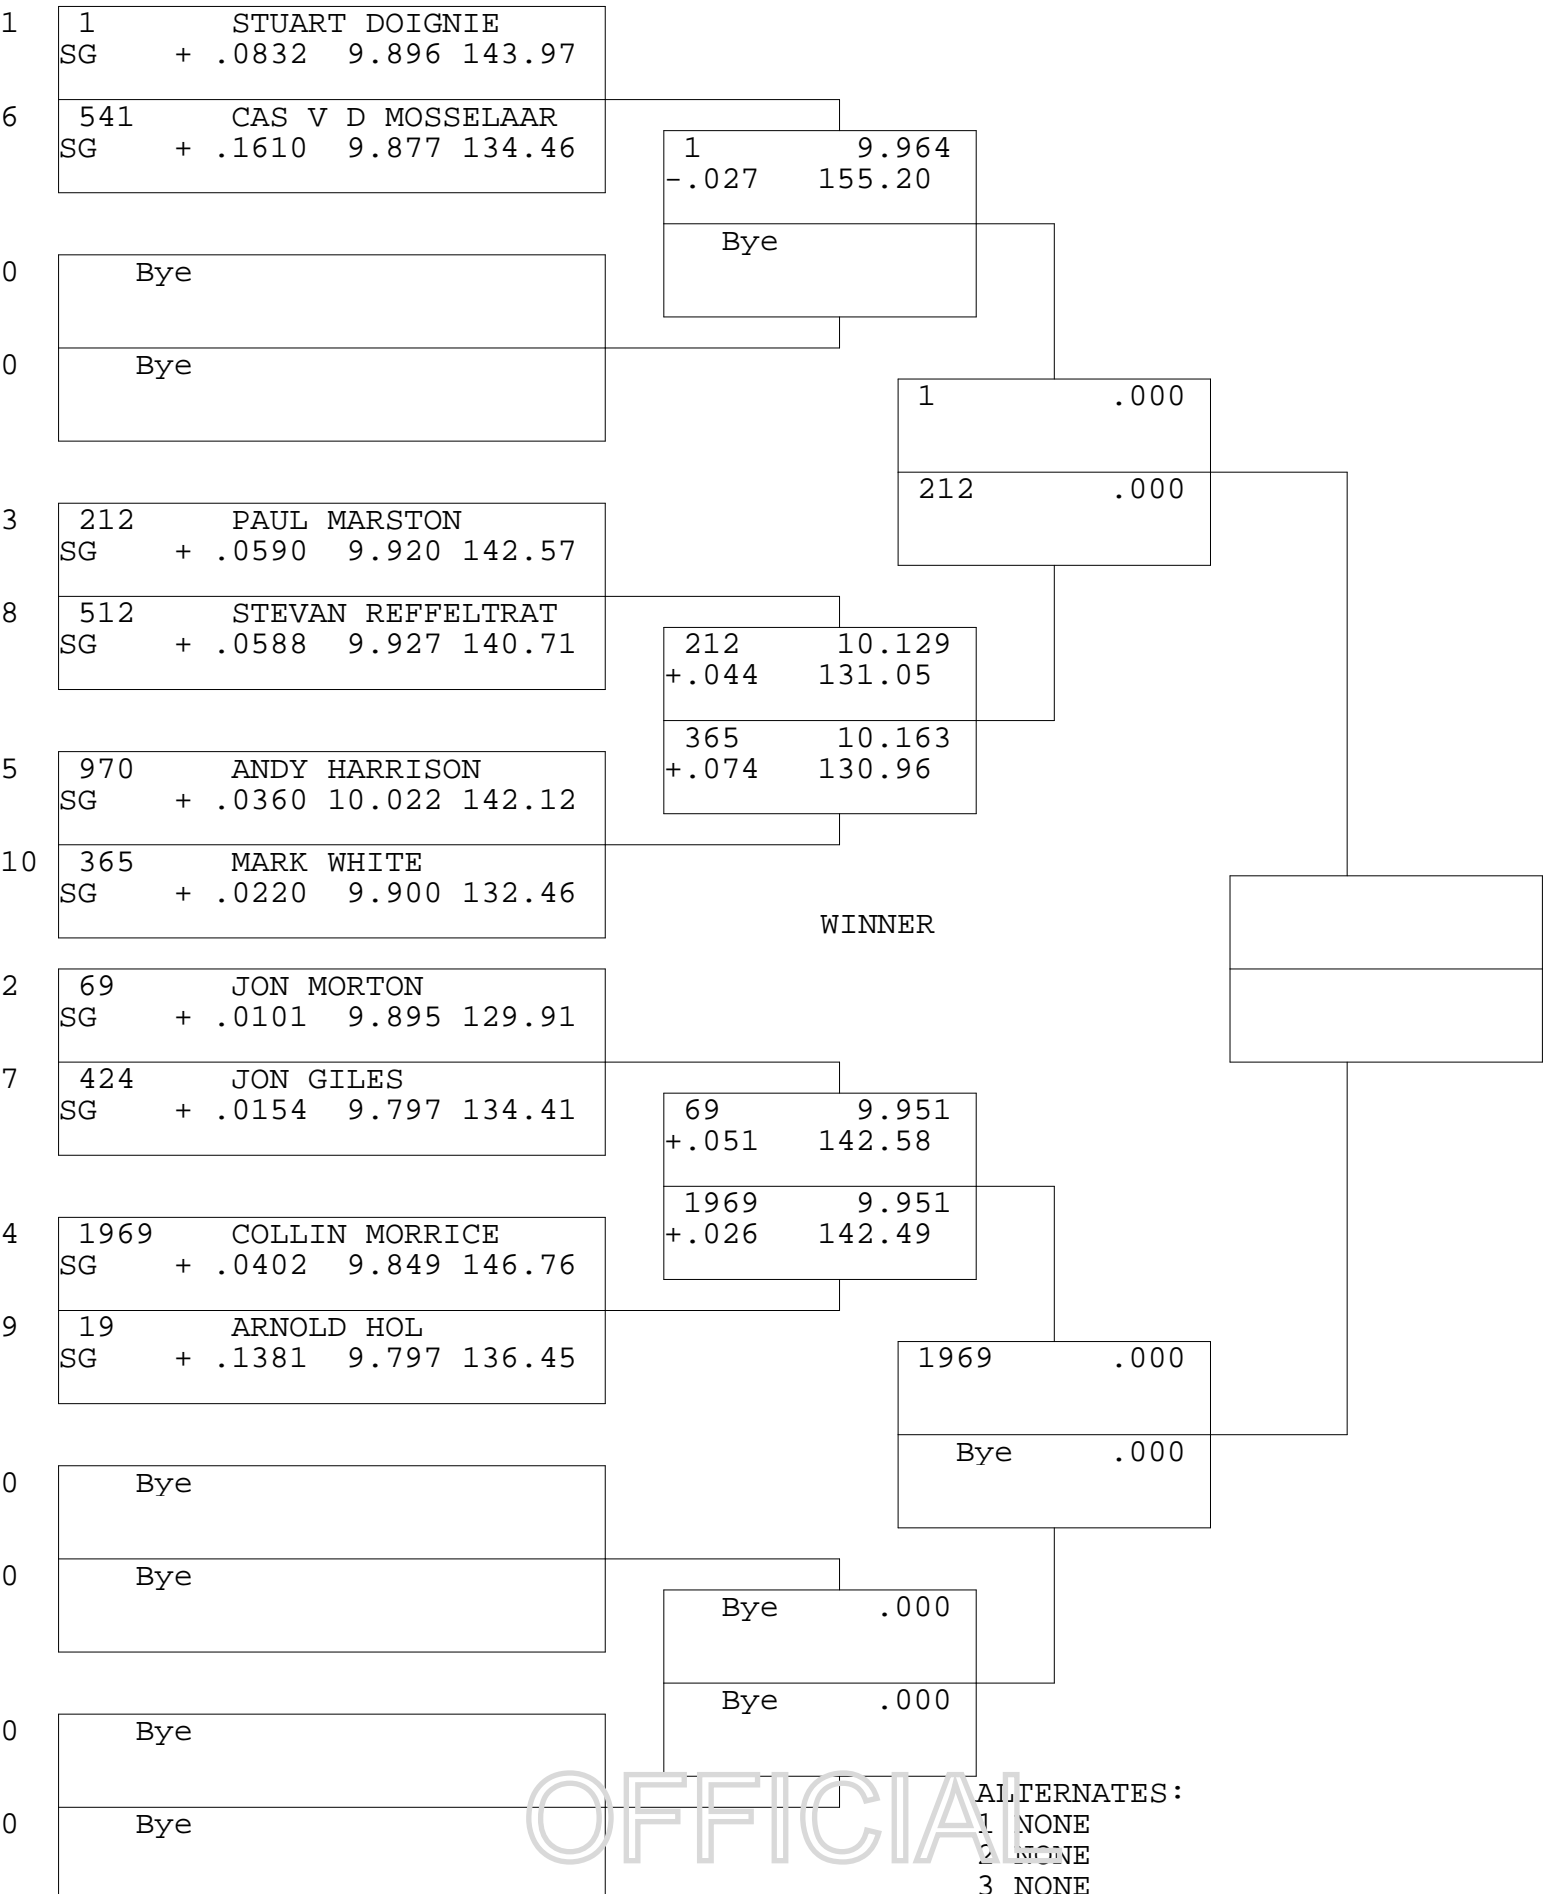 1 1 STUART DOIGNIE
SG + .0832 9.896 143.97
6 541 CAS V D MOSSELAAR
SG + .1610 9.877 134.46
1 9.964
-.027 155.20
Bye
0 Bye
0 Bye
1 .000
212 .000
3 212 PAUL MARSTON
SG + .0590 9.920 142.57
8 512 STEVAN REFFELTRAT
SG + .0588 9.927 140.71
212 10.129
+.044 131.05
365 10.163
+.074 130.96
5 970 ANDY HARRISON
SG + .0360 10.022 142.12
10 365 MARK WHITE
SG + .0220 9.900 132.46
WINNER
2 69 JON MORTON
SG + .0101 9.895 129.91
7 424 JON GILES
SG + .0154 9.797 134.41
69 9.951
+.051 142.58
1969 9.951
+.026 142.49
4 1969 COLLIN MORRICE
SG + .0402 9.849 146.76
9 19 ARNOLD HOL
SG + .1381 9.797 136.45
1969 .000
Bye .000
0 Bye
0 Bye
Bye .000
Bye .000
0 Bye
0 Bye
OFFICIAL
ALTERNATES:
1 NONE
2 NONE
3 NONE